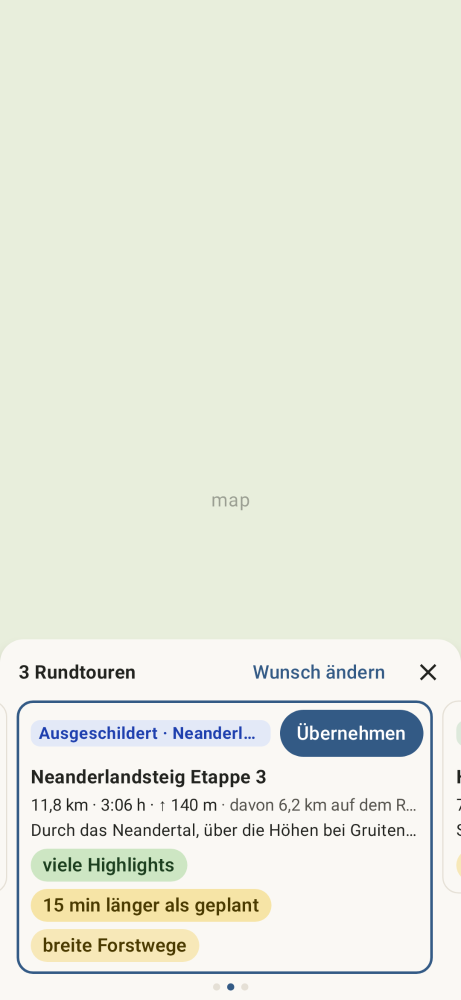 map
3 Rundtouren
Wunsch ändern
Ausgeschildert · Neanderl…
Übernehmen
Neanderlandsteig Etappe 3
11,8 km · 3:06 h · ↑ 140 m · davon 6,2 km auf dem R…
Durch das Neandertal, über die Höhen bei Gruiten…
viele Highlights
15 min länger als geplant
breite Forstwege